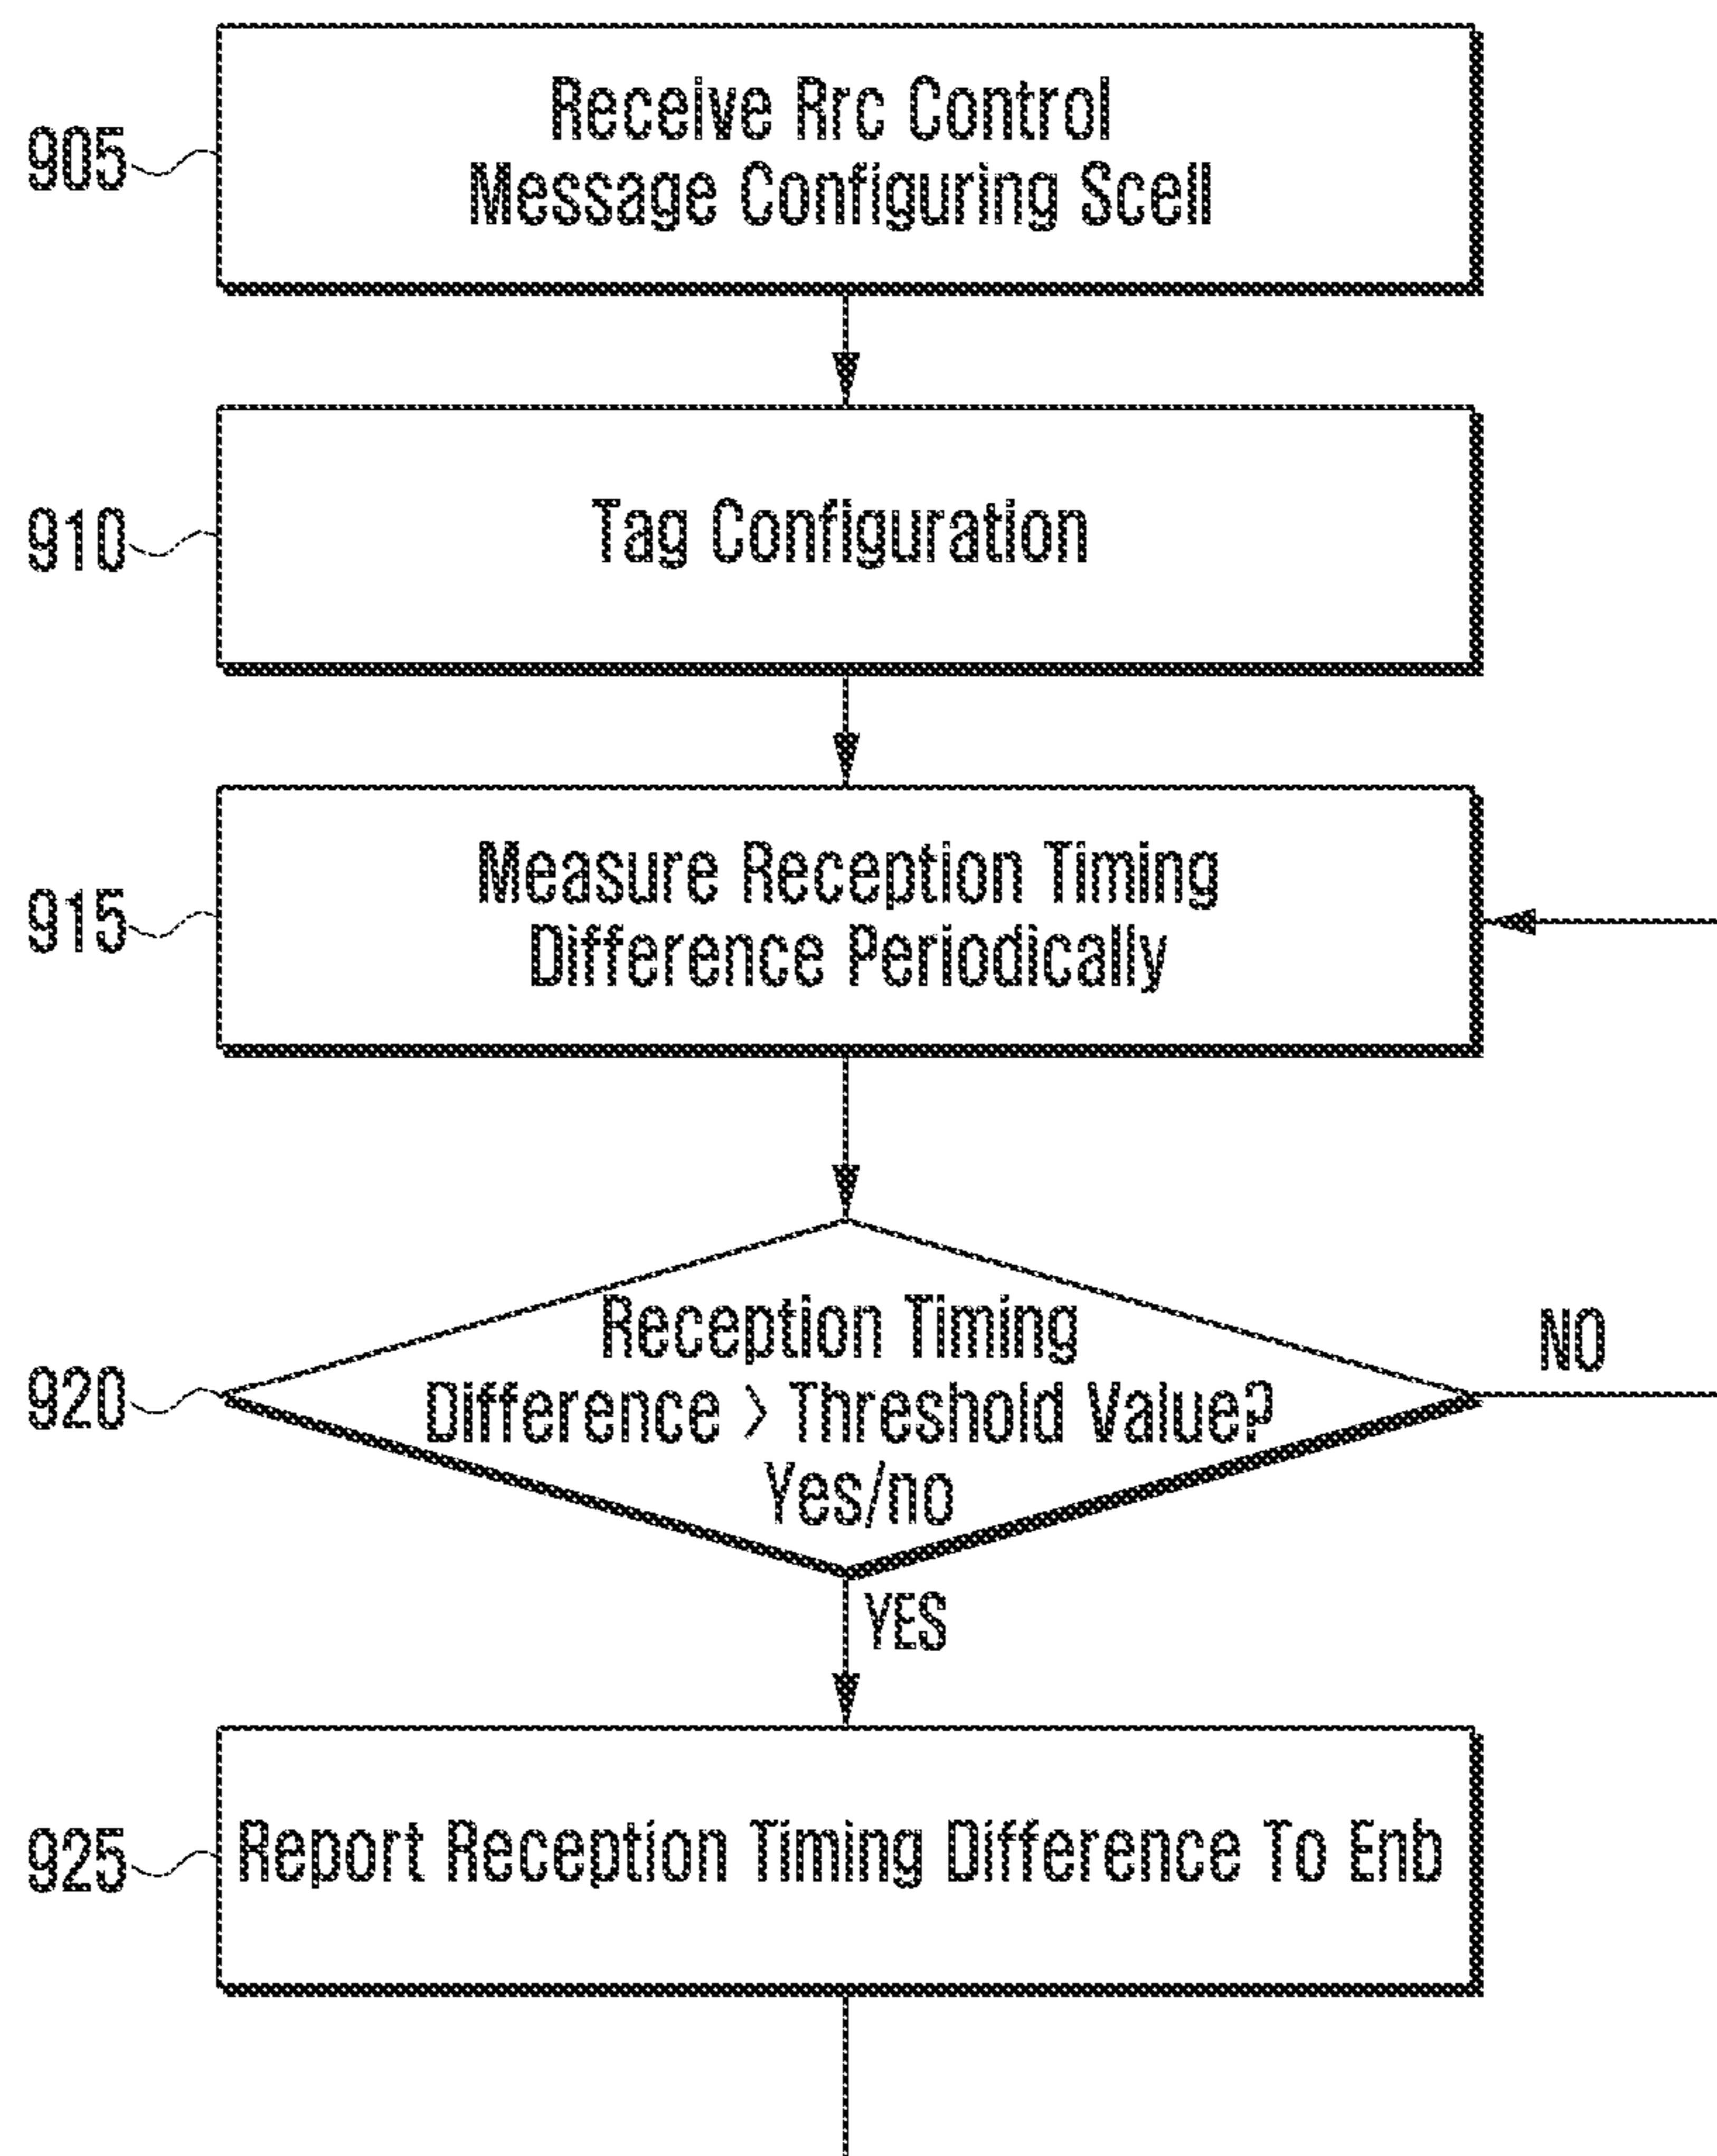 905
Receive Rrc Control
Message Configuring Scell
910
Tag Configuration
915
Measure Reception Timing
Difference Periodically
920
Reception Timing
Difference > Threshold Value?
Yes/no
NO
YES
925
Report Reception Timing Difference To Enb